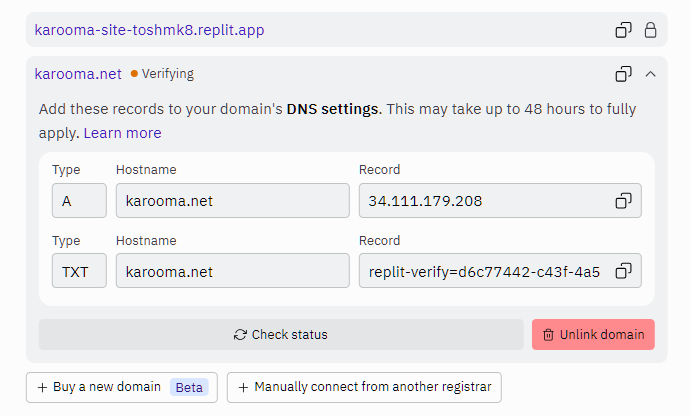 karooma-site-toshmk8.replit.app
karooma.net Verifying
Add these records to your domain's DNS settings. This may take up to 48 hours to fully
apply. Learn more
Type Hostname Record
A karooma.net 34.111.179.208
Type Hostname Record
TXT karooma.net replit-verify=d6c77442-c43f-4a5
Check status Unlink domain
+ Buy a new domain Beta + Manually connect from another registrar